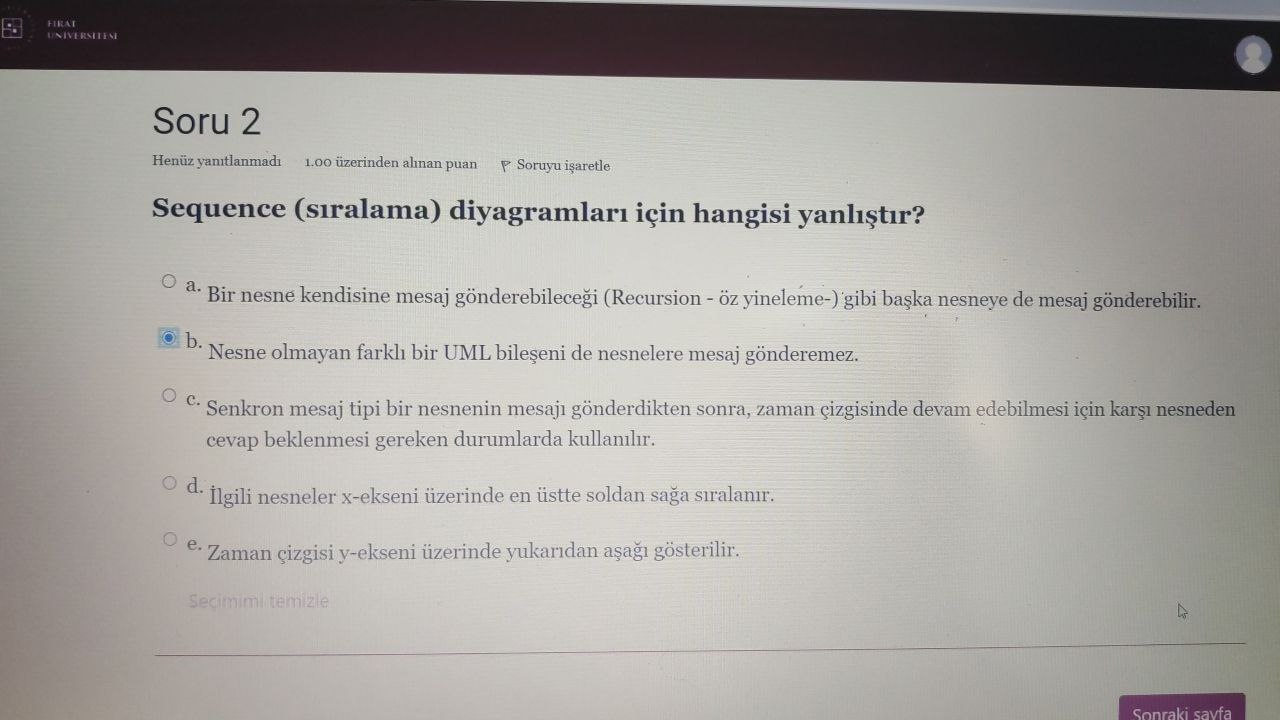 FIRAT
ÜNİVERSİTESİ
Soru 2
Henüz yanıtlanmadı 1.00 üzerinden alınan puan Soruyu işaretle
Sequence (sıralama) diyagramları için hangisi yanlıştır?
a. Bir nesne kendisine mesaj gönderebileceği (Recursion - öz yineleme-) gibi başka nesneye de mesaj gönderebilir.
b. Nesne olmayan farklı bir UML bileşeni de nesnelere mesaj gönderemez.
c. Senkron mesaj tipi bir nesnenin mesajı gönderdikten sonra, zaman çizgisinde devam edebilmesi için karşı nesneden
cevap beklenmesi gereken durumlarda kullanılır.
d. İlgili nesneler x-ekseni üzerinde en üstte soldan sağa sıralanır.
e. Zaman çizgisi y-ekseni üzerinde yukarıdan aşağı gösterilir.
Seçimimi temizle
Sonraki sayfa